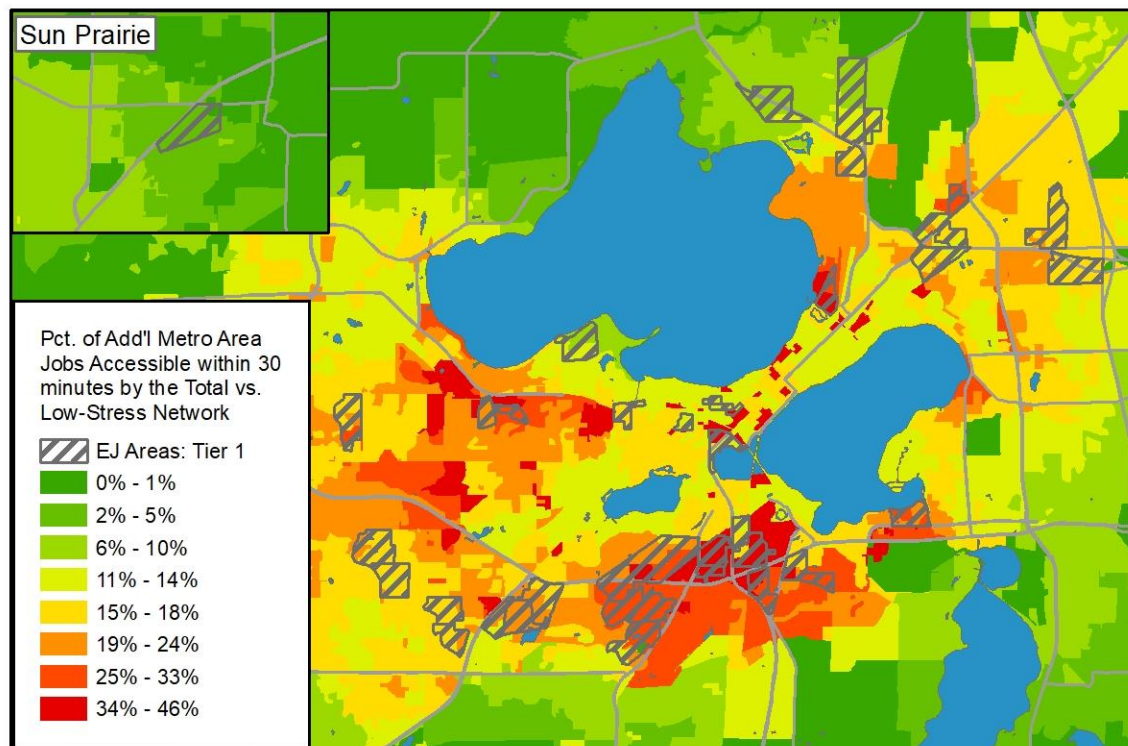 Sun Prairie
Pct. of Add'l Metro Area
Jobs Accessible within 30
minutes by the Total vs.
Low-Stress Network
EJ Areas: Tier 1
0% - 1%
2% - 5%
6% - 10%
11% - 14%
15% - 18%
19% - 24%
25% - 33%
34% - 46%